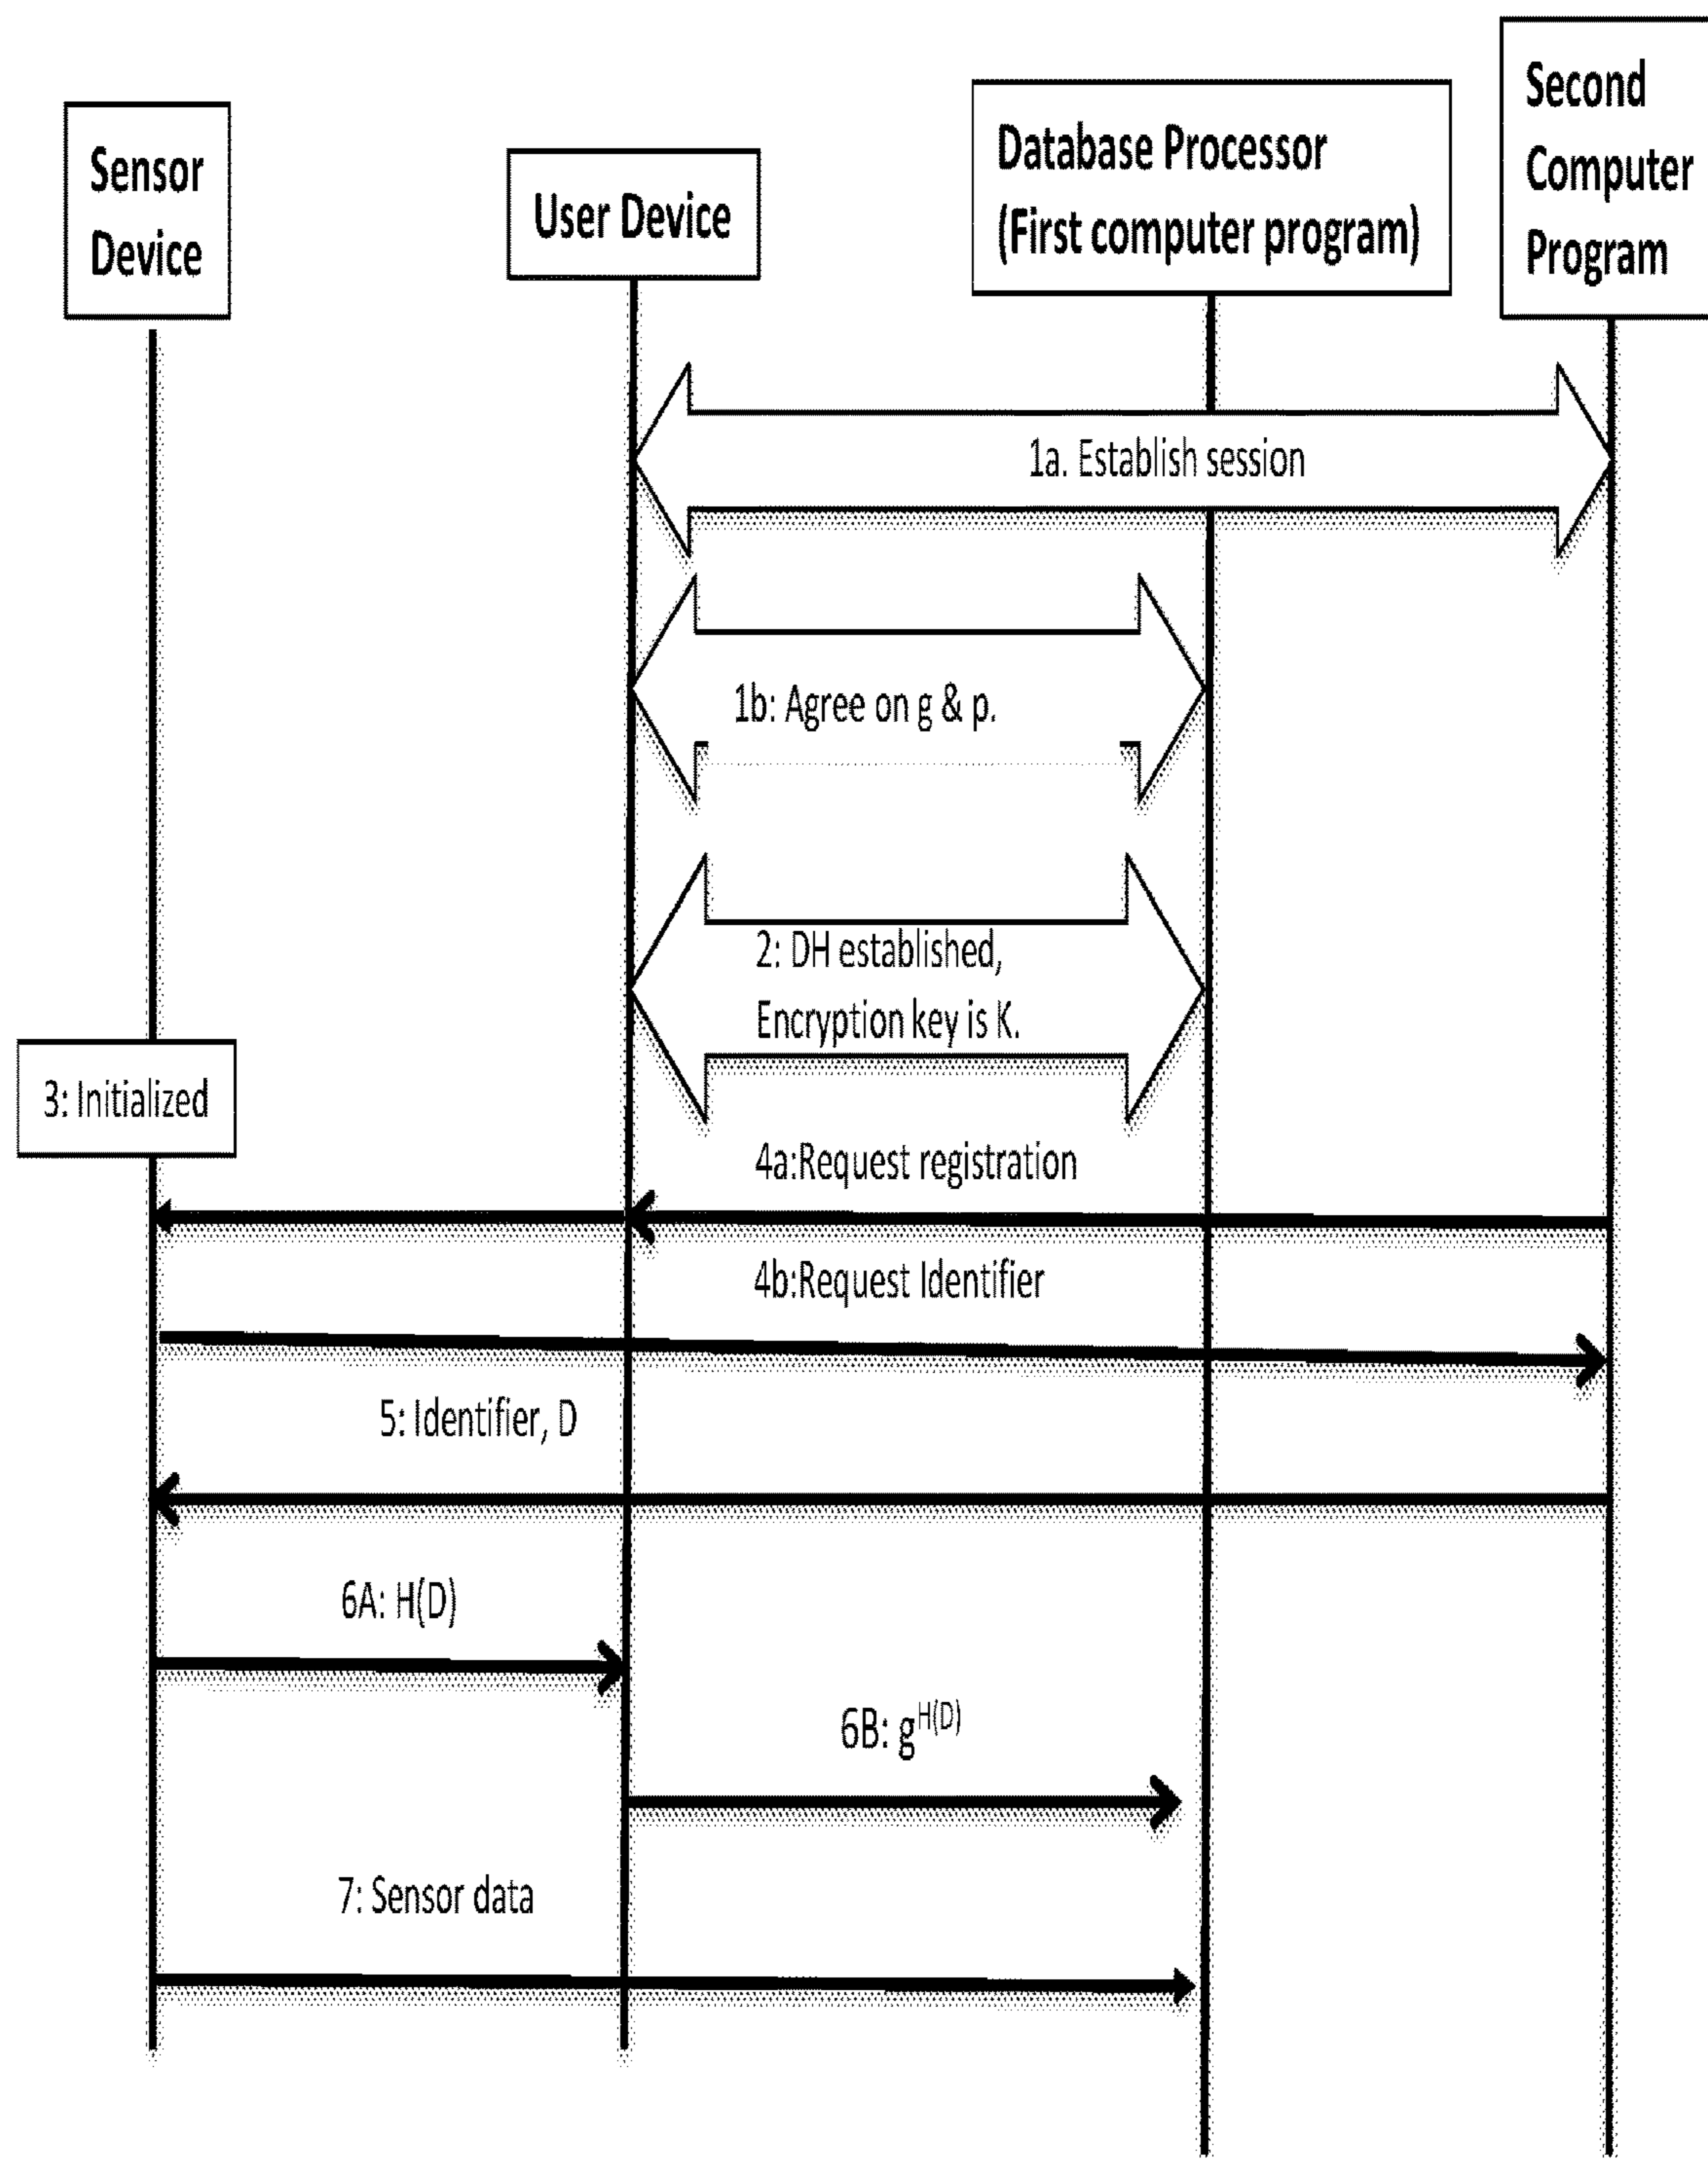 Sensor
Device
User Device
Database Processor
(First computer program)
Second
Computer
Program
1a. Establish session
1b: Agree on g & p.
2: DH established,
Encryption key is K.
3: Initialized
4a:Request registration
4b:Request Identifier
5: Identifier, D
6A: H(D)
6B: g^H(D)
7: Sensor data